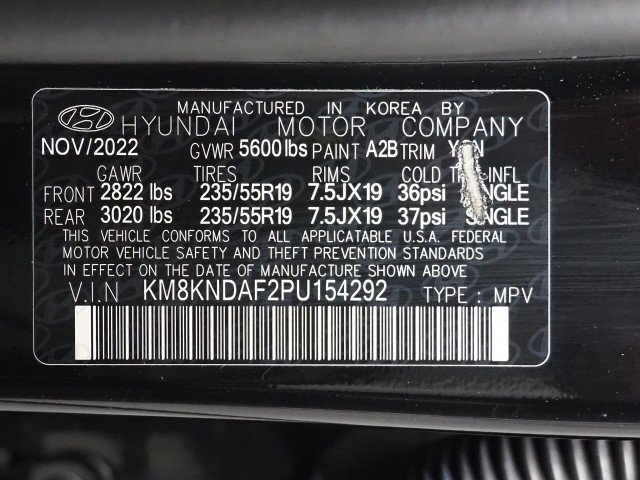 MANUFACTURED IN KOREA BY
HYUNDAI MOTOR COMPANY
NOV/2022 GVWR 5600lbs PAINT A2B TRIM
GAWR TIRES RIMS COLD INFL
FRONT 2822 lbs 235/55R19 7.5JX19 36psi
REAR 3020 lbs 235/55R19 7.5JX19 37psi
THIS VEHICLE CONFORMS TO ALL APPLICATABLE U.S.A. FEDERAL
MOTOR VEHICLE SAFETY AND THEFT PREVENTION STANDARDS
IN EFFECT ON THE DATE OF MANUFACTURE SHOWN ABOVE.
V.I.N KM8KNDAF2PU154292 TYPE : MPV